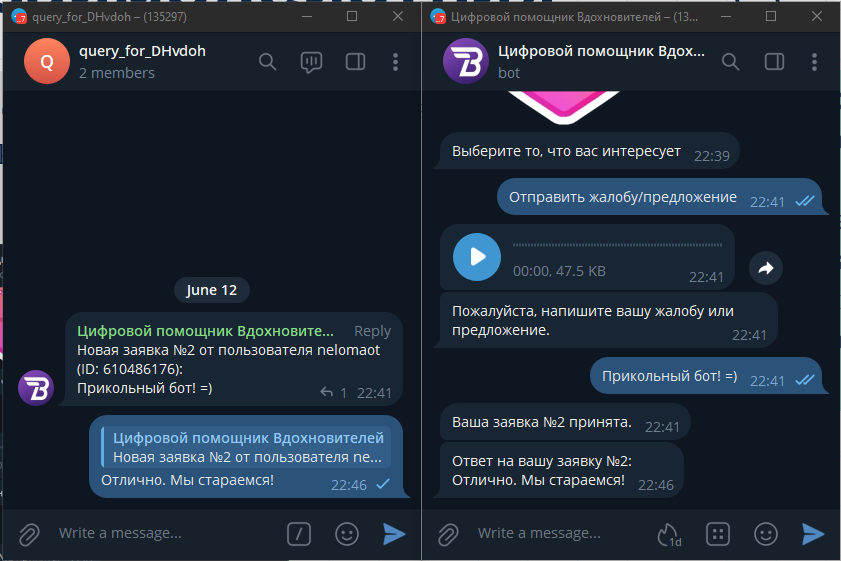 query_for_DHvdoh – (135297)
Q
query_for_DHvdoh
2 members
June 12
Цифровой помощник Вдохновите... Reply
Новая заявка №2 от пользователя nelomaot
(ID: 610486176):
Прикольный бот! =)
1 22:41
Цифровой помощник Вдохновителей
Новая заявка №2 от пользователя ne...
Отлично. Мы стараемся!
22:46
Write a message...
Цифровой помощник Вдохновителей – (13...
Цифровой помощник Вдох...
bot
Выберите то, что вас интересует 22:39
Отправить жалобу/предложение 22:41
00:00, 47.5 KB 22:41
Пожалуйста, напишите вашу жалобу или
предложение. 22:41
Прикольный бот! =) 22:41
Ваша заявка №2 принята. 22:41
Ответ на вашу заявку №2:
Отлично. Мы стараемся! 22:46
Write a message...
1d